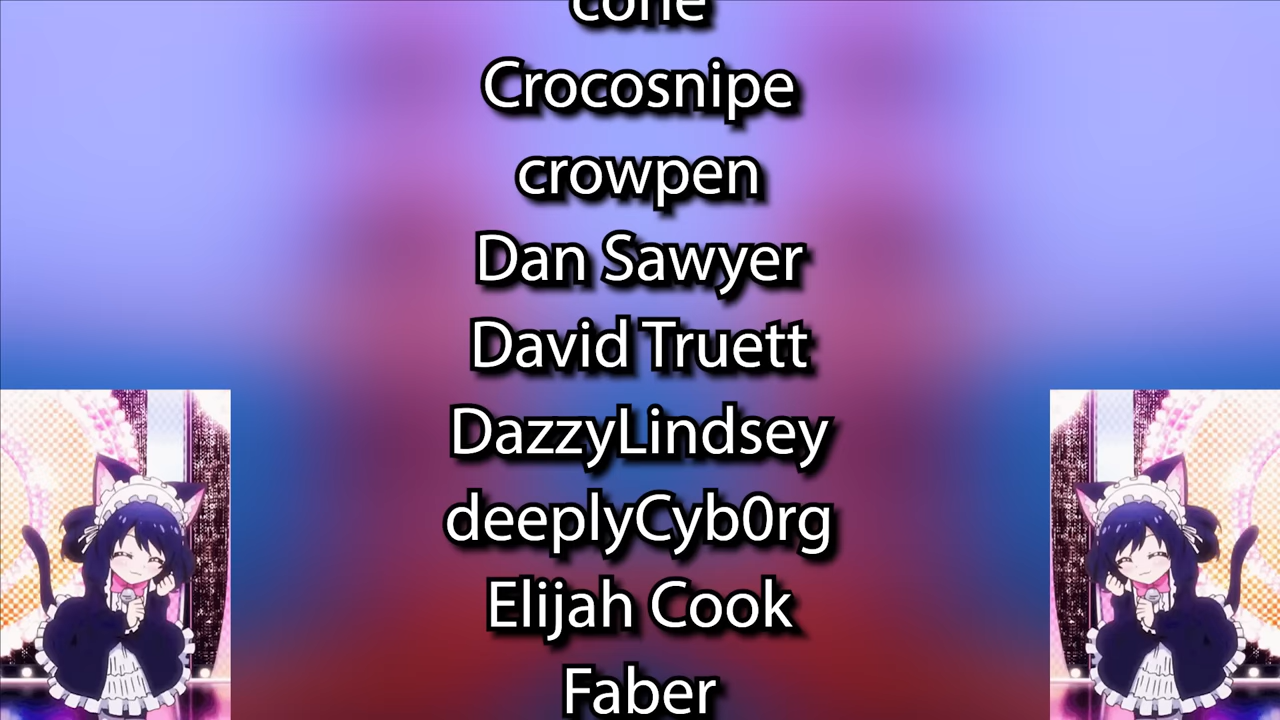 Crocosnipe
crowpen
Dan Sawyer
David Truett
DazzyLindsey
deeplyCyb0rg
Elijah Cook
Faber